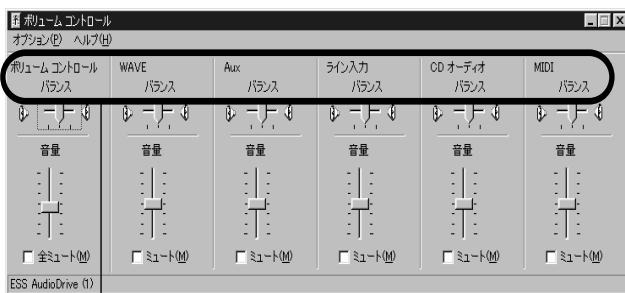 ボリューム コントロール
オプション(P) ヘルプ(H)
ボリューム コントロール WAVE Aux ライン入力 CD オーディオ MIDI
バランス バランス バランス バランス バランス バランス
音量 音量 音量 音量 音量 音量
全ミュート(M) ミュート(M) ミュート(M) ミュート(M) ミュート(M) ミュート(M)
ESS AudioDrive (1)